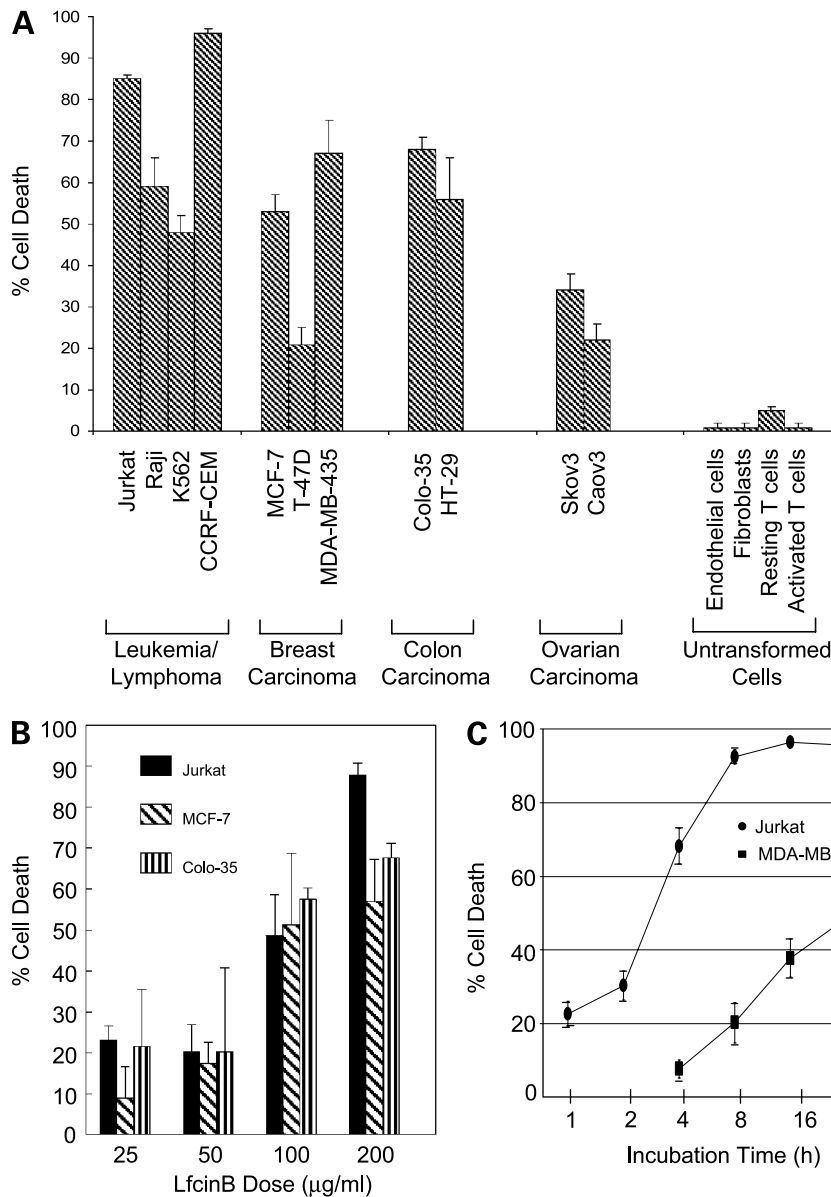 A
100
90
80
70
60
50
40
30
20
10
0
% Cell Death
Jurkat
Raji
K562
CCRF-CEM
MCF-7
T-47D
MDA-MB-435
Colo-35
HT-29
Skov3
Caov3
Endothelial cells
Fibroblasts
Resting T cells
Activated T cells
Leukemia/
Lymphoma
Breast
Carcinoma
Colon
Carcinoma
Ovarian
Carcinoma
Untransformed
Cells
B
100
90
80
70
60
50
40
30
20
10
0
% Cell Death
Jurkat
MCF-7
Colo-35
25 50 100 200
LfcinB Dose (μg/ml)
C
100
80
60
40
20
0
% Cell Death
Jurkat
MDA-MB
1 2 4 8 16
Incubation Time (h)